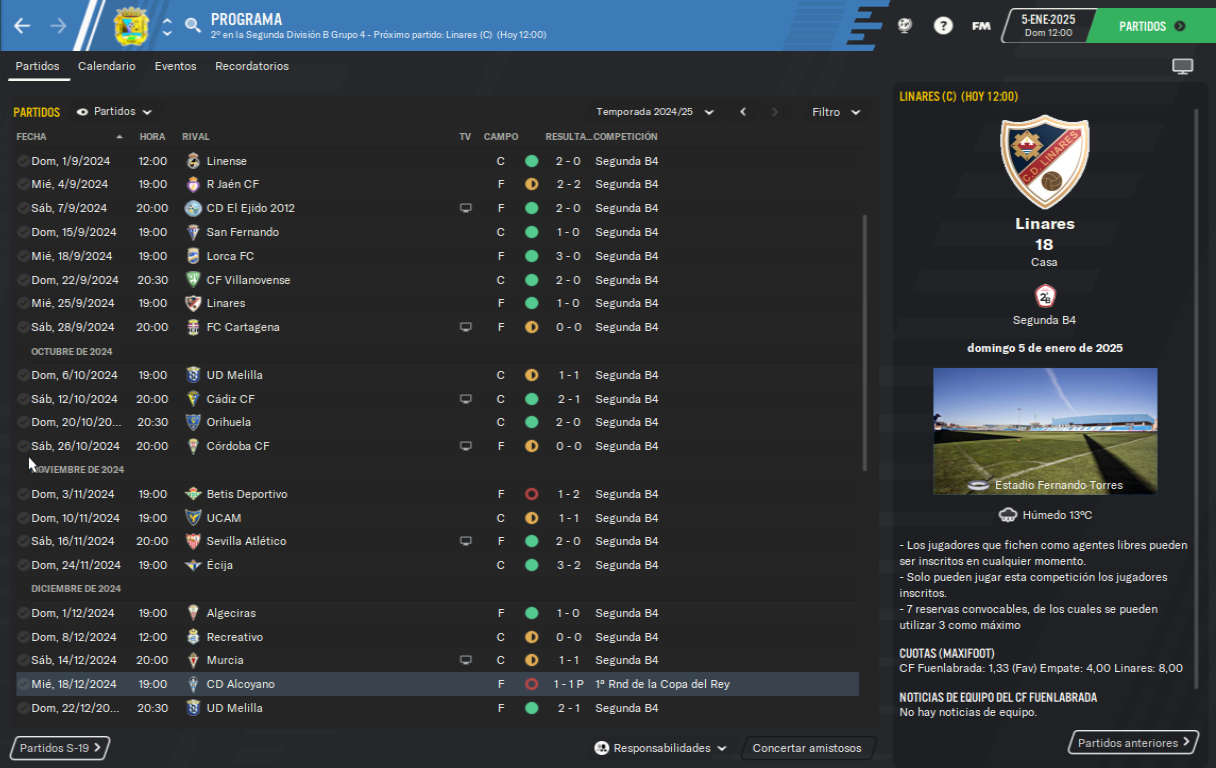 PROGRAMA
2º en la Segunda División B Grupo 4 - Próximo partido: Linares (C) (Hoy 12:00)
?
FM
5-ENE-2025
Dom 12:00
PARTIDOS
Partidos Calendario Eventos Recordatorios
PARTIDOS Partidos Temporada 2024/25 Filtro
FECHA HORA RIVAL TV CAMPO RESULTA... COMPETICIÓN
Dom, 1/9/2024 12:00 Linense C 2 - 0 Segunda B4
Mié, 4/9/2024 19:00 R Jaén CF F 2 - 2 Segunda B4
Sáb, 7/9/2024 20:00 CD El Ejido 2012 F 2 - 0 Segunda B4
Dom, 15/9/2024 19:00 San Fernando C 1 - 0 Segunda B4
Mié, 18/9/2024 19:00 Lorca FC F 3 - 0 Segunda B4
Dom, 22/9/2024 20:30 CF Villanovense C 2 - 0 Segunda B4
Mié, 25/9/2024 19:00 Linares F 1 - 0 Segunda B4
Sáb, 28/9/2024 20:00 FC Cartagena F 0 - 0 Segunda B4
OCTUBRE DE 2024
Dom, 6/10/2024 19:00 UD Melilla C 1 - 1 Segunda B4
Sáb, 12/10/2024 20:00 Cádiz CF C 2 - 1 Segunda B4
Dom, 20/10/20... 20:30 Orihuela C 2 - 0 Segunda B4
Sáb, 26/10/2024 20:00 Córdoba CF F 0 - 0 Segunda B4
NOVIEMBRE DE 2024
Dom, 3/11/2024 19:00 Betis Deportivo F 1 - 2 Segunda B4
Dom, 10/11/2024 19:00 UCAM C 1 - 1 Segunda B4
Sáb, 16/11/2024 20:00 Sevilla Atlético F 2 - 0 Segunda B4
Dom, 24/11/2024 19:00 Écija C 3 - 2 Segunda B4
DICIEMBRE DE 2024
Dom, 1/12/2024 19:00 Algeciras F 1 - 0 Segunda B4
Dom, 8/12/2024 12:00 Recreativo C 0 - 0 Segunda B4
Sáb, 14/12/2024 20:00 Murcia C 1 - 1 Segunda B4
Mié, 18/12/2024 19:00 CD Alcoyano F 1 - 1 P 1ª Rnd de la Copa del Rey
Dom, 22/12/20... 20:30 UD Melilla F 2 - 1 Segunda B4
Partidos S-19 Responsabilidades Concertar amistosos
LINARES (C) (HOY 12:00)
C.D. LINARES
Linares
18
Casa
2ªB
Segunda B4
domingo 5 de enero de 2025
Estadio Fernando Torres
Húmedo 13ºC
- Los jugadores que fichen como agentes libres pueden
ser inscritos en cualquier momento.
- Solo pueden jugar esta competición los jugadores
inscritos.
- 7 reservas convocables, de los cuales se pueden
utilizar 3 como máximo
CUOTAS (MAXIFOOT)
CF Fuenlabrada: 1,33 (Fav) Empate: 4,00 Linares: 8,00
NOTICIAS DE EQUIPO DEL CF FUENLABRADA
No hay noticias de equipo.
Partidos anteriores